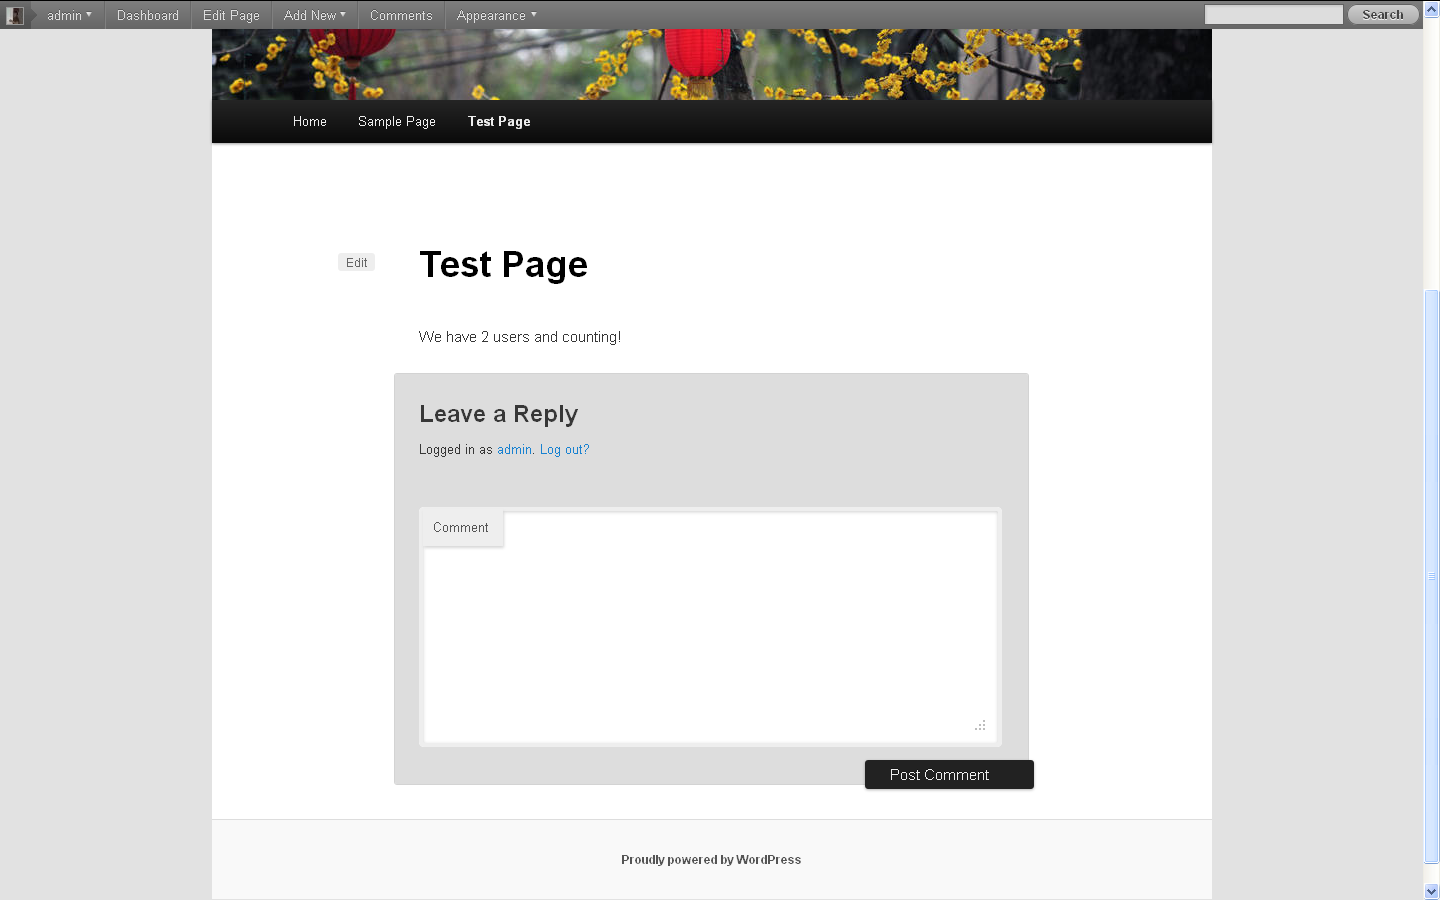 admin Dashboard Edit Page Add New Comments Appearance Search
Home Sample Page Test Page
Edit Test Page
We have 2 users and counting!
Leave a Reply
Logged in as admin. Log out?
Comment
Post Comment
Proudly powered by WordPress